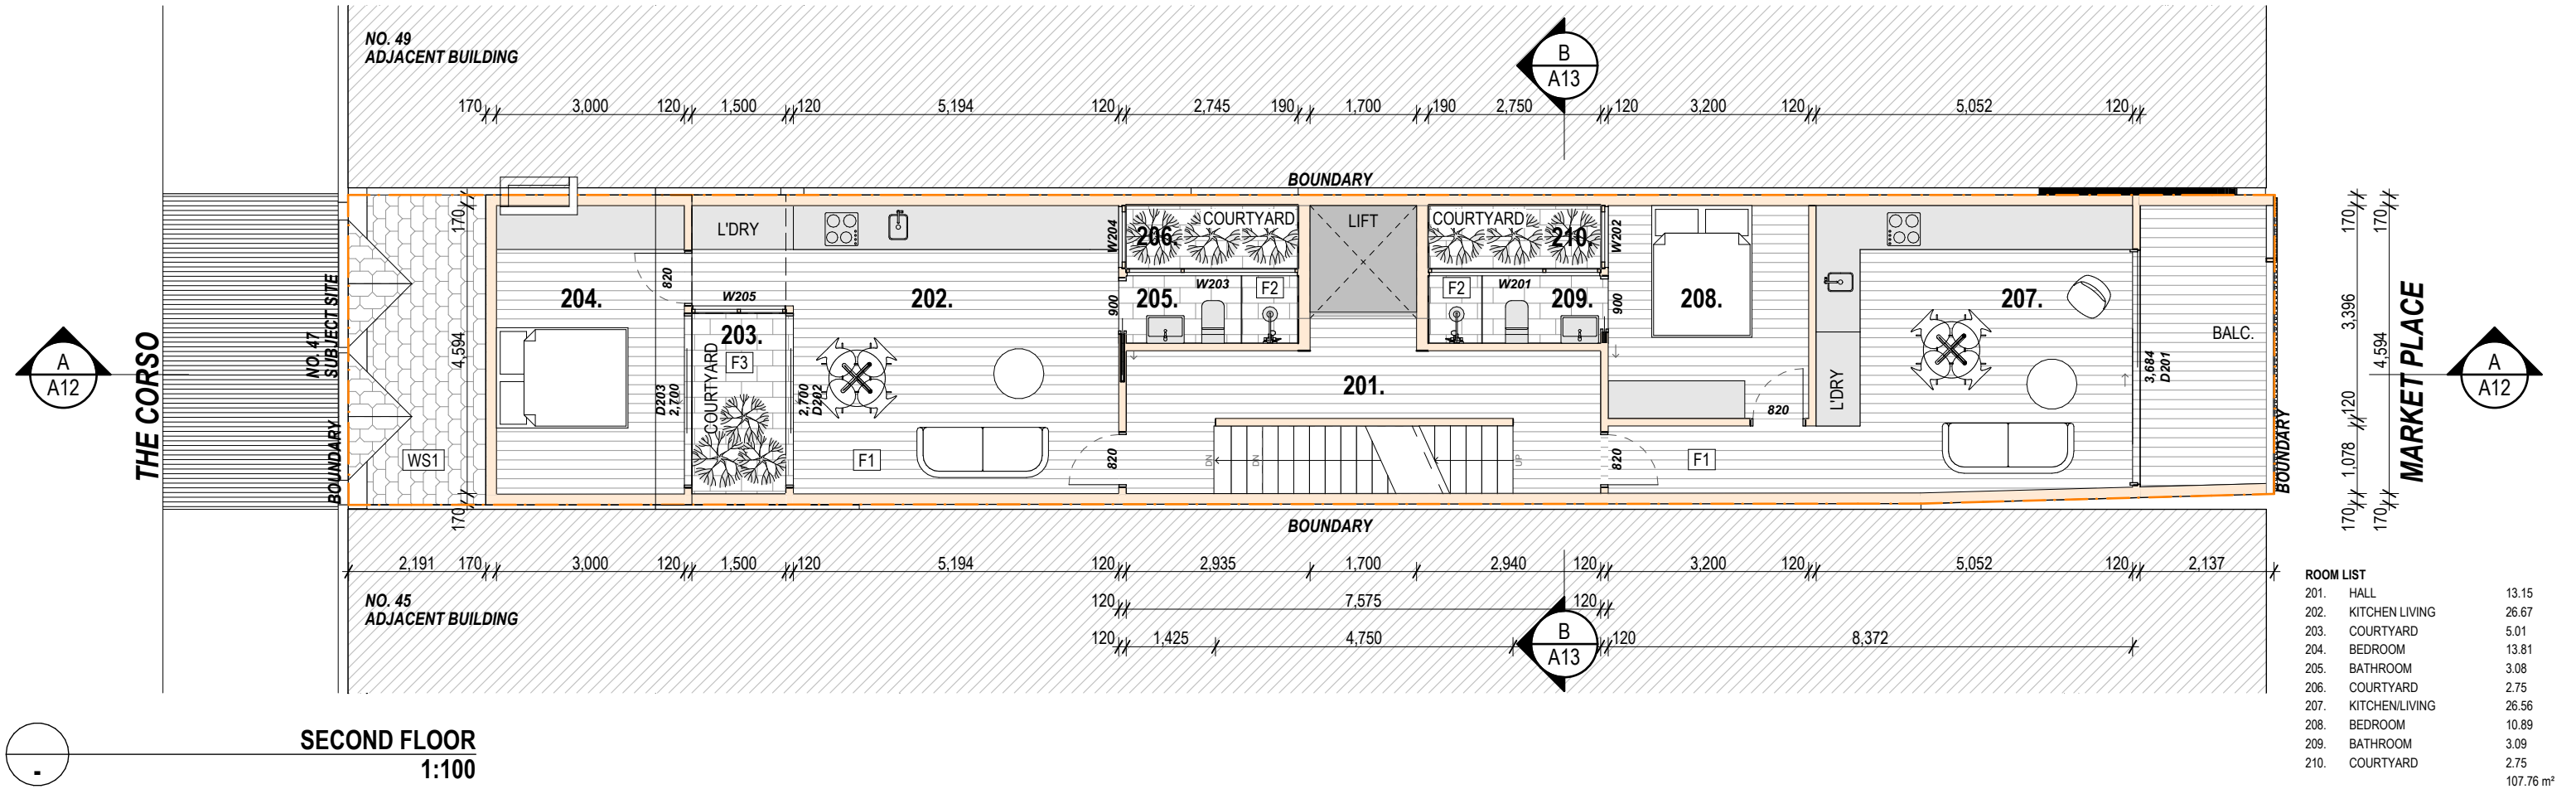 NO. 49
ADJACENT BUILDING
B
A13
170 3,000 120 1,500 120 5,194 120 2,745 190 1,700 190 2,750 120 3,200 120 5,052 120
BOUNDARY
L'DRY
W204
206.
COURTYARD
LIFT
COURTYARD
210.
W202
170
4,594
170
820
W205
204.
202.
900
205.
W203
F2
F2
W201
209.
900
208.
207.
BALC.
THE CORSO
A
A12
NO. 47
SUBJECT SITE
BOUNDARY
WS1
D203
2,700
COURTYARD
203.
F3
2,700
D202
F1
820
201.
DN
DN
UP
820
F1
820
L'DRY
3,684
D201
BOUNDARY
170
3,396
120
1,078
170
170
4,594
170
MARKET PLACE
A
A12
BOUNDARY
2,191 170 3,000 120 1,500 120 5,194 120 2,935 1,700 2,940 120 3,200 120 5,052 120 2,137
NO. 45
ADJACENT BUILDING
120 7,575 120
120 1,425 4,750 120 8,372
B
A13
ROOM LIST
201. HALL 13.15
202. KITCHEN LIVING 26.67
203. COURTYARD 5.01
204. BEDROOM 13.81
205. BATHROOM 3.08
206. COURTYARD 2.75
207. KITCHEN/LIVING 26.56
208. BEDROOM 10.89
209. BATHROOM 3.09
210. COURTYARD 2.75
107.76 m²
SECOND FLOOR
1:100
-